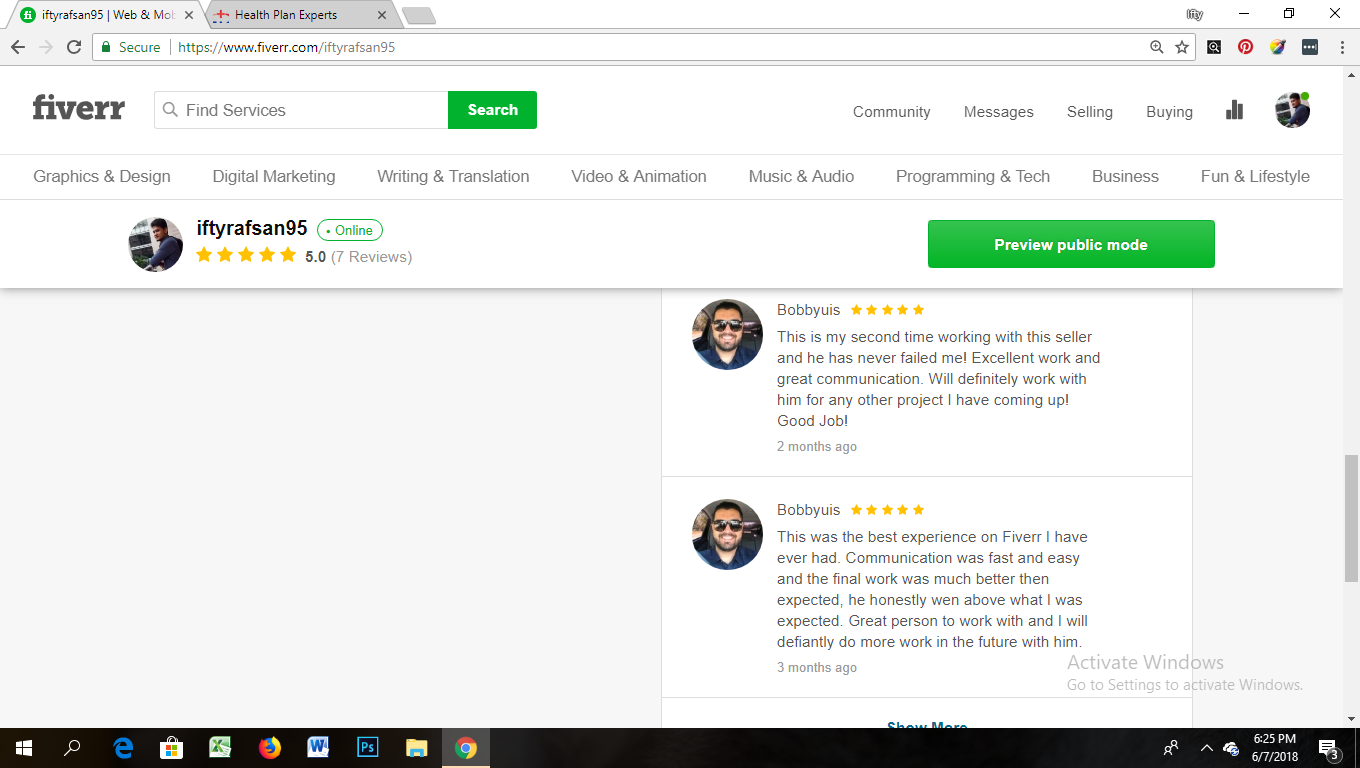 iftyrafsan95 | Web & Mob
Health Plan Experts
Ifty
Secure
https://www.fiverr.com/iftyrafsan95
fiverr
Find Services
Search
Community
Messages
Selling
Buying
Graphics & Design
Digital Marketing
Writing & Translation
Video & Animation
Music & Audio
Programming & Tech
Business
Fun & Lifestyle
iftyrafsan95
• Online
5.0 (7 Reviews)
Preview public mode
Bobbyuis
This is my second time working with this seller
and he has never failed me! Excellent work and
great communication. Will definitely work with
him for any other project I have coming up!
Good Job!
2 months ago
Bobbyuis
This was the best experience on Fiverr I have
ever had. Communication was fast and easy
and the final work was much better then
expected, he honestly wen above what I was
expected. Great person to work with and I will
defiantly do more work in the future with him.
3 months ago
Activate Windows
Go to Settings to activate Windows.
Show More
6:25 PM
6/7/2018
3